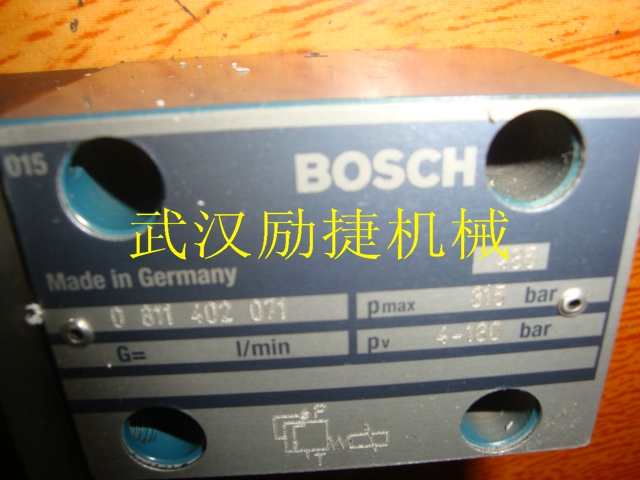 015
BOSCH
武汉励捷机械
Made in Germany
0 811 402 071
pmax 315 bar
G= l/min
pv 4-180 bar
P
T